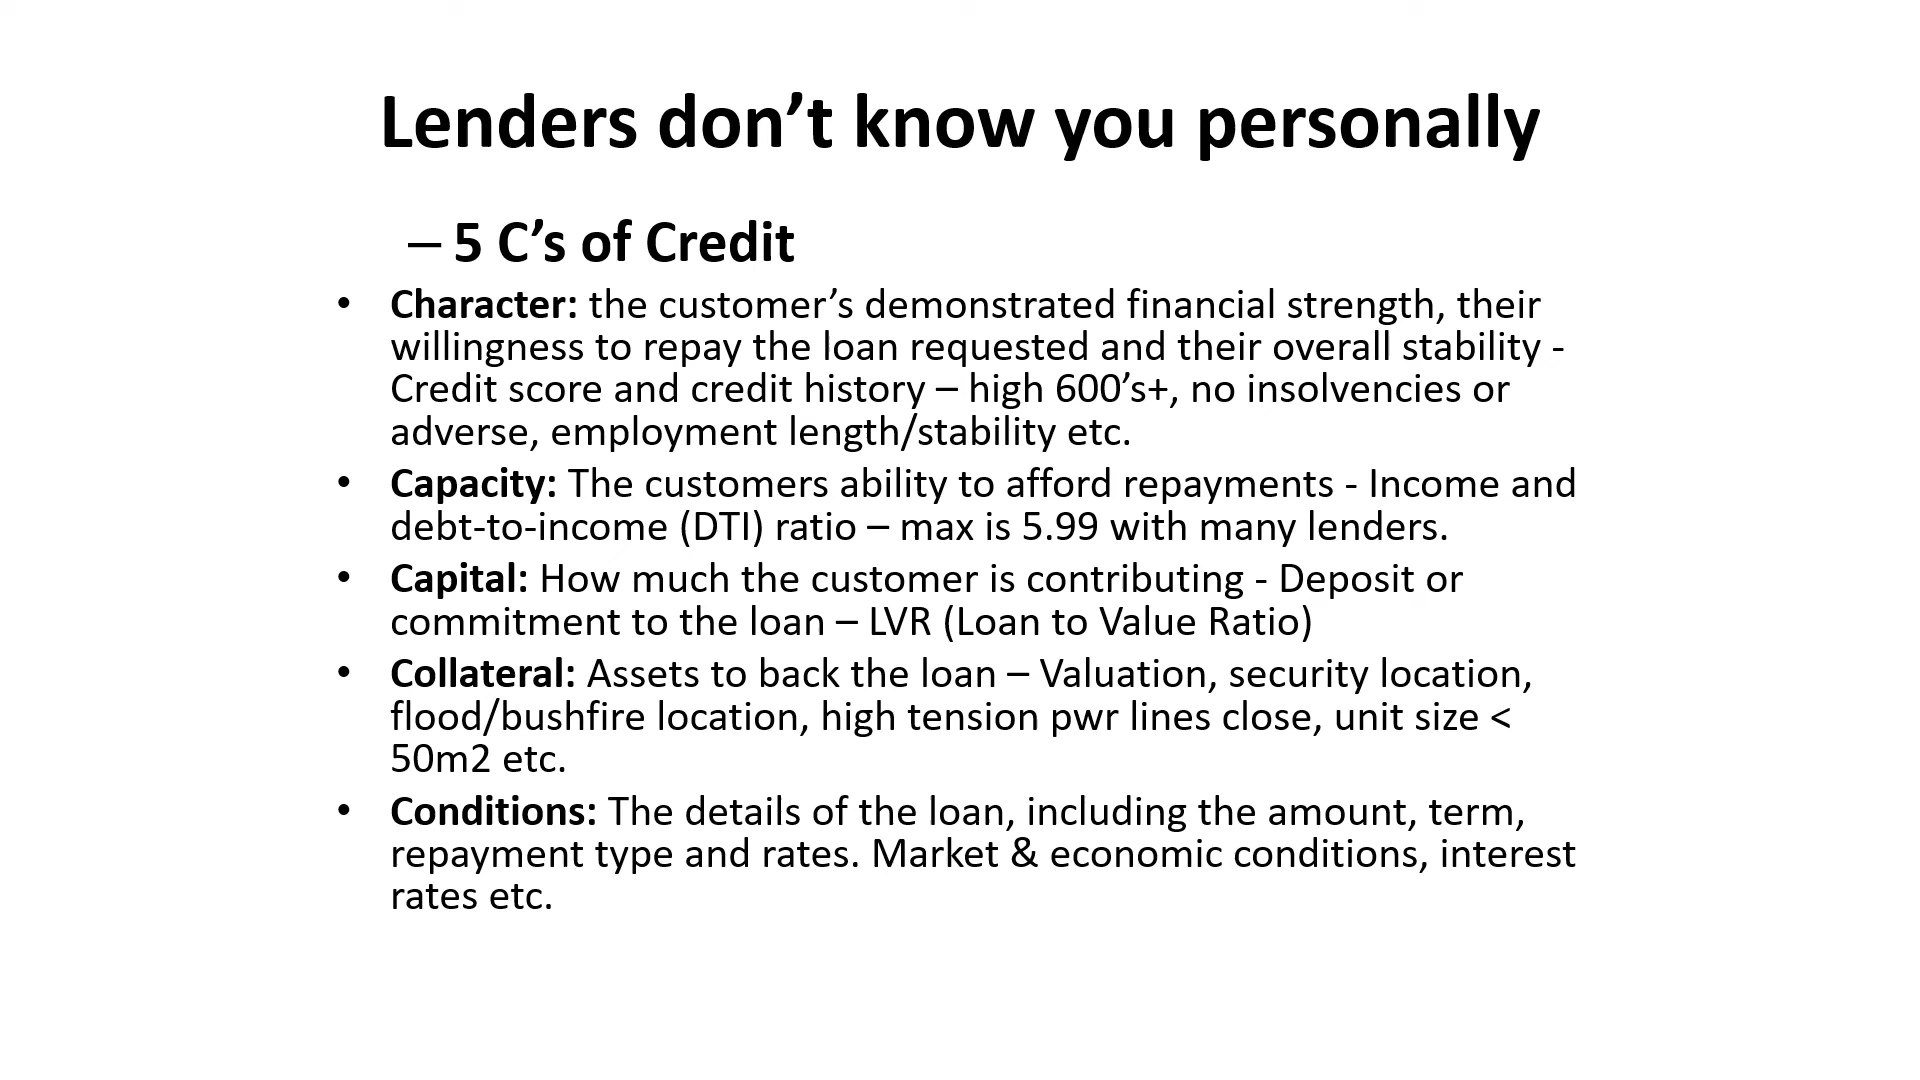 Lenders don’t know you personally
– 5 C’s of Credit
• Character: the customer’s demonstrated financial strength, their
willingness to repay the loan requested and their overall stability -
Credit score and credit history – high 600’s+, no insolvencies or
adverse, employment length/stability etc.
• Capacity: The customers ability to afford repayments - Income and
debt-to-income (DTI) ratio – max is 5.99 with many lenders.
• Capital: How much the customer is contributing - Deposit or
commitment to the loan – LVR (Loan to Value Ratio)
• Collateral: Assets to back the loan – Valuation, security location,
flood/bushfire location, high tension pwr lines close, unit size <
50m2 etc.
• Conditions: The details of the loan, including the amount, term,
repayment type and rates. Market & economic conditions, interest
rates etc.